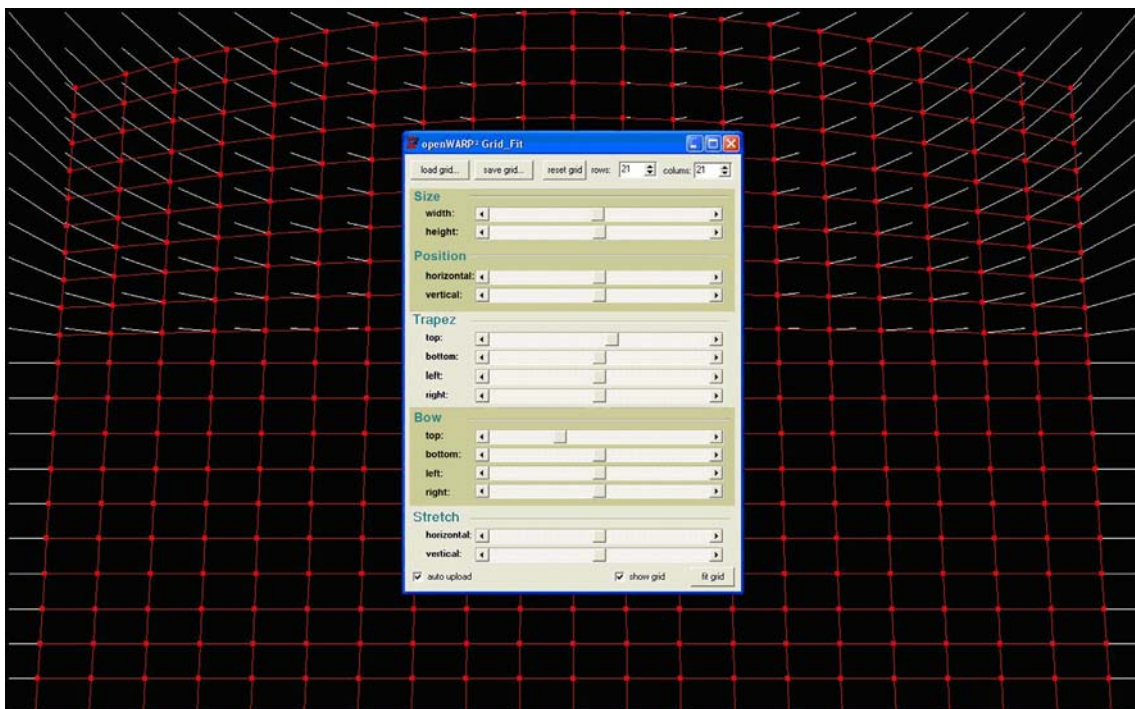 openWARP² Grid_Fit
load grid... save grid... reset grid rows: 21 colums: 21
Size
width:
height:
Position
horizontal:
vertical:
Trapez
top:
bottom:
left:
right:
Bow
top:
bottom:
left:
right:
Stretch
horizontal:
vertical:
auto upload show grid fit grid